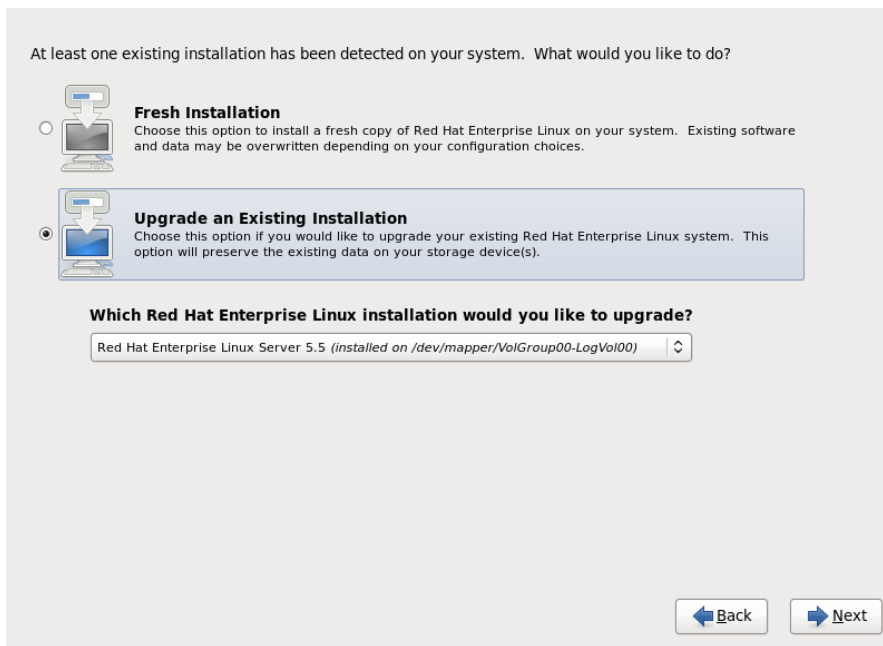 At least one existing installation has been detected on your system.  What would you like to do?
Fresh Installation
Choose this option to install a fresh copy of Red Hat Enterprise Linux on your system.  Existing software
and data may be overwritten depending on your configuration choices.
Upgrade an Existing Installation
Choose this option if you would like to upgrade your existing Red Hat Enterprise Linux system.  This
option will preserve the existing data on your storage device(s).
Which Red Hat Enterprise Linux installation would you like to upgrade?
Red Hat Enterprise Linux Server 5.5 (installed on /dev/mapper/VolGroup00-LogVol00)
Back
Next